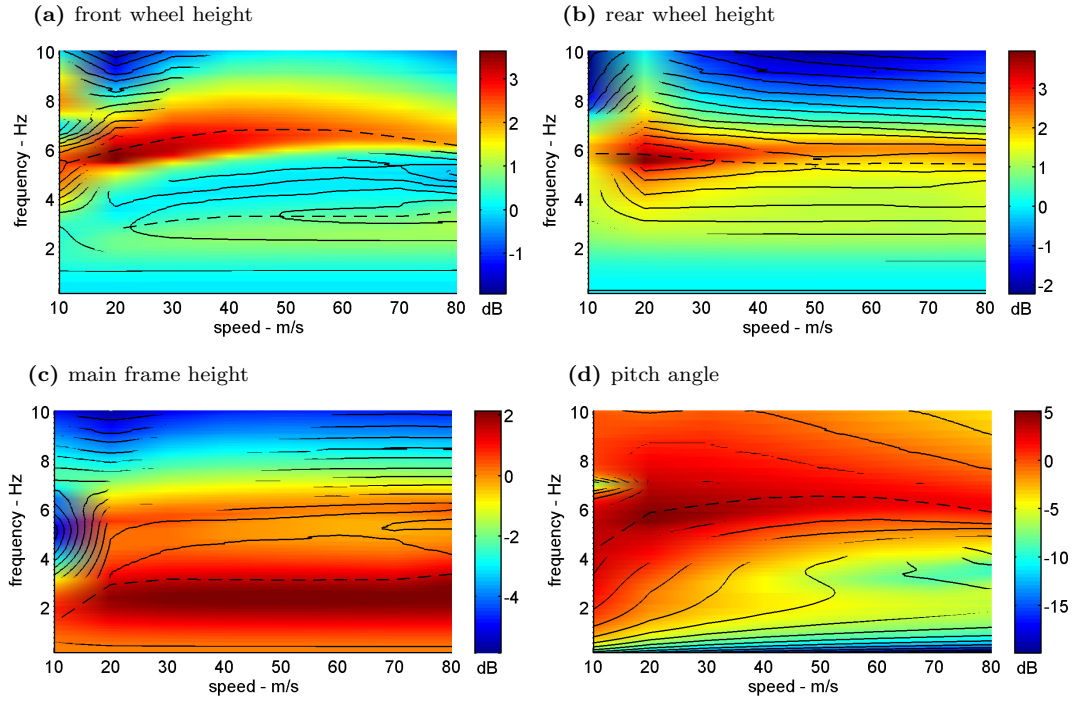 (a) front wheel height
10
8
6
4
2
frequency - Hz
10 20 30 40 50 60 70 80
speed - m/s
3
2
1
0
-1
dB
(b) rear wheel height
10
8
6
4
2
frequency - Hz
10 20 30 40 50 60 70 80
speed - m/s
3
2
1
0
-1
-2
dB
(c) main frame height
10
8
6
4
2
frequency - Hz
10 20 30 40 50 60 70 80
speed - m/s
2
0
-2
-4
dB
(d) pitch angle
10
8
6
4
2
frequency - Hz
10 20 30 40 50 60 70 80
speed - m/s
5
0
-5
-10
-15
dB